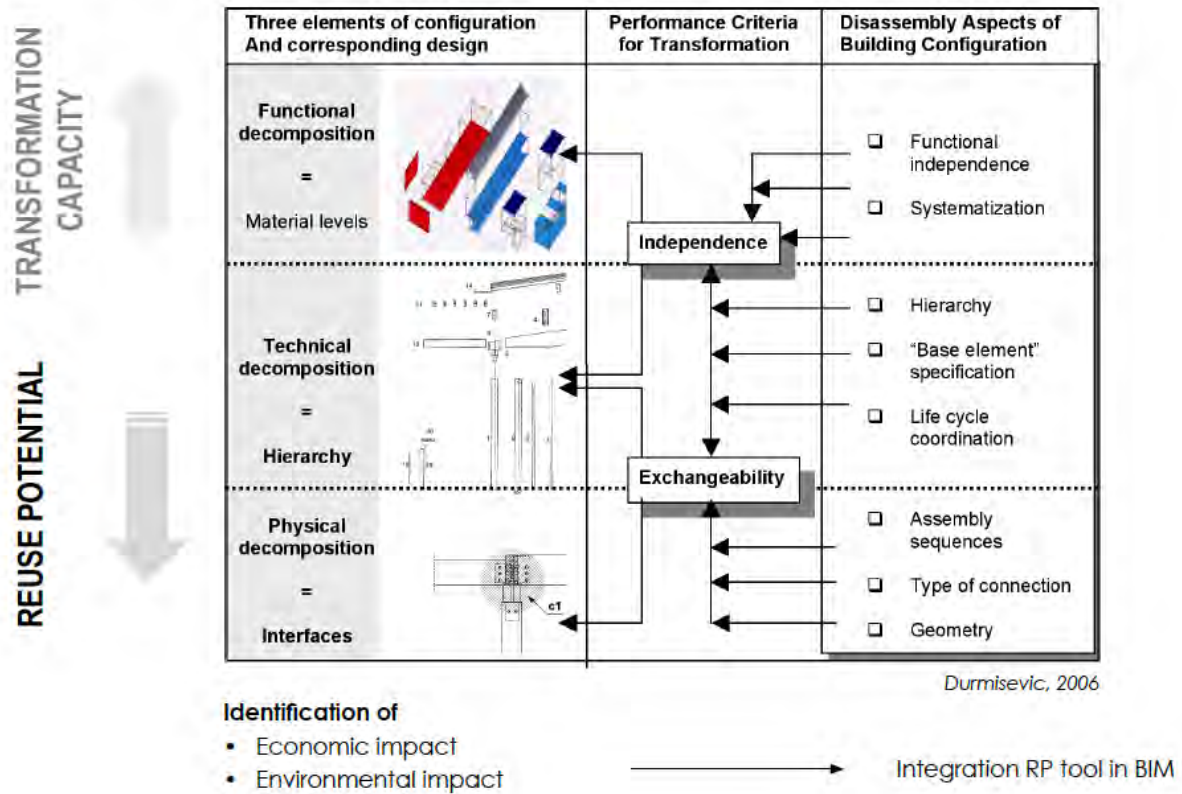 TRANSFORMATION
CAPACITY
REUSE POTENTIAL
Three elements of configuration
And corresponding design
Performance Criteria
for Transformation
Disassembly Aspects of
Building Configuration
Functional
decomposition
=
Material levels
Independence
❑ Functional
independence
❑ Systematization
Technical
decomposition
=
Hierarchy
❑ Hierarchy
❑ "Base element"
specification
❑ Life cycle
coordination
Exchangeability
Physical
decomposition
=
Interfaces
c1
❑ Assembly
sequences
❑ Type of connection
❑ Geometry
Durmisevic, 2006
Identification of
• Economic impact
• Environmental impact
Integration RP tool in BIM